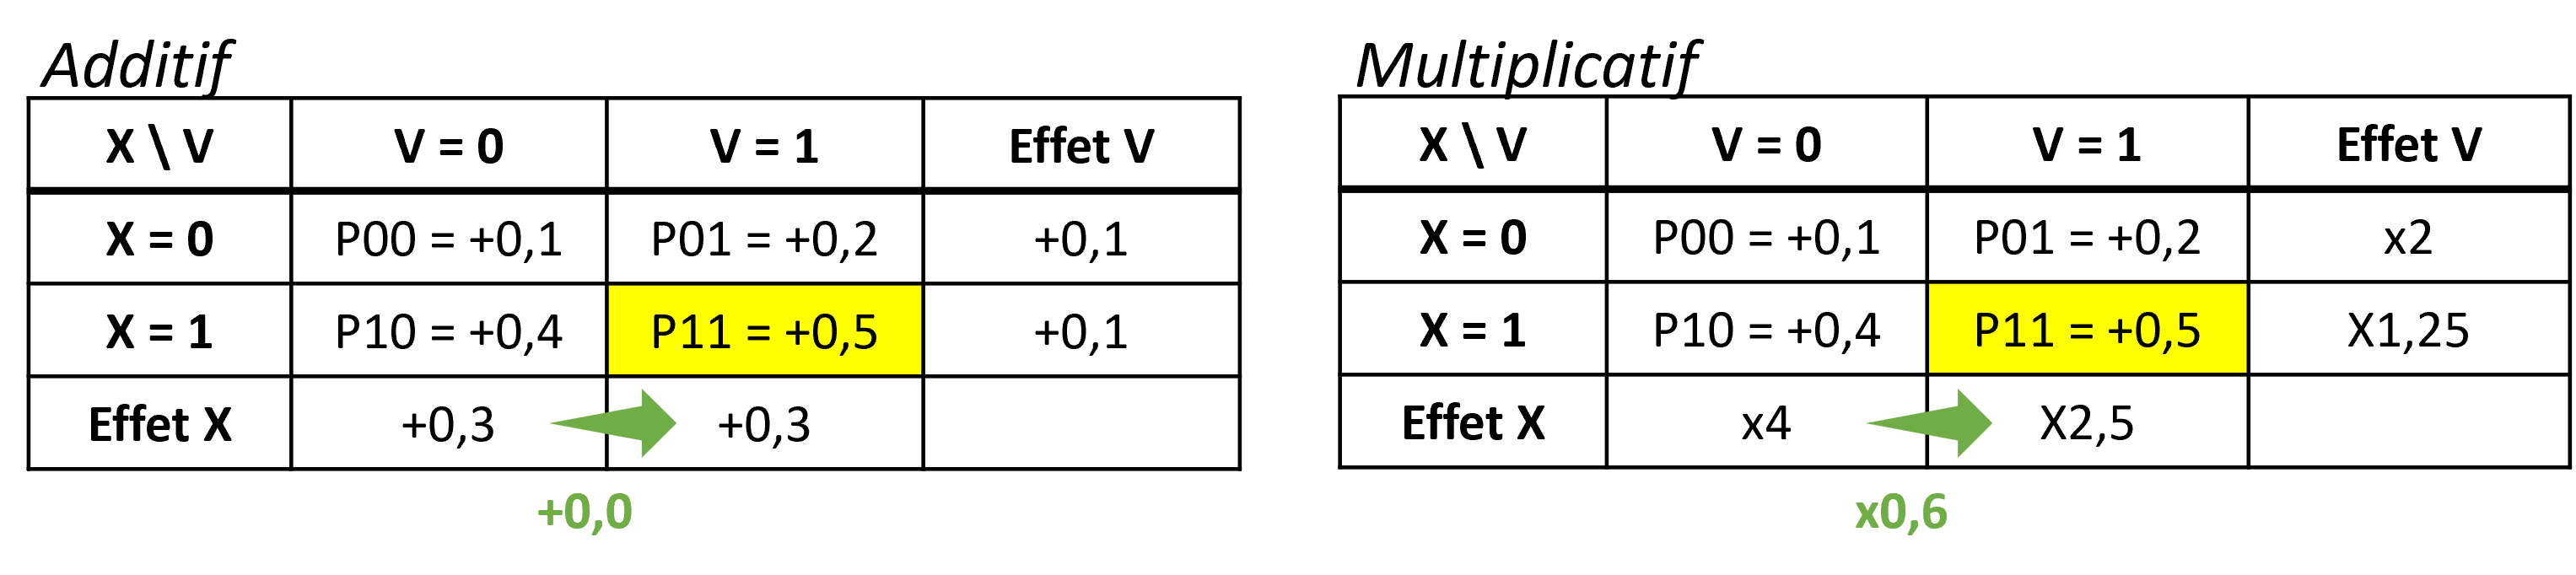 Additif
X \ V V = 0 V = 1 Effet V
X = 0 P00 = +0,1 P01 = +0,2 +0,1
X = 1 P10 = +0,4 P11 = +0,5 +0,1
Effet X +0,3 +0,3
+0,0
Multiplicatif
X \ V V = 0 V = 1 Effet V
X = 0 P00 = +0,1 P01 = +0,2 x2
X = 1 P10 = +0,4 P11 = +0,5 X1,25
Effet X x4 X2,5
x0,6